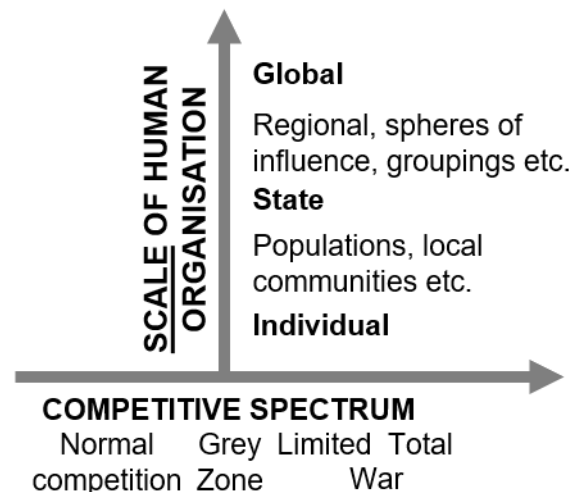 SCALE OF HUMAN
ORGANISATION
Global
Regional, spheres of
influence, groupings etc.
State
Populations, local
communities etc.
Individual
COMPETITIVE SPECTRUM
Normal Grey Limited Total
competition Zone War